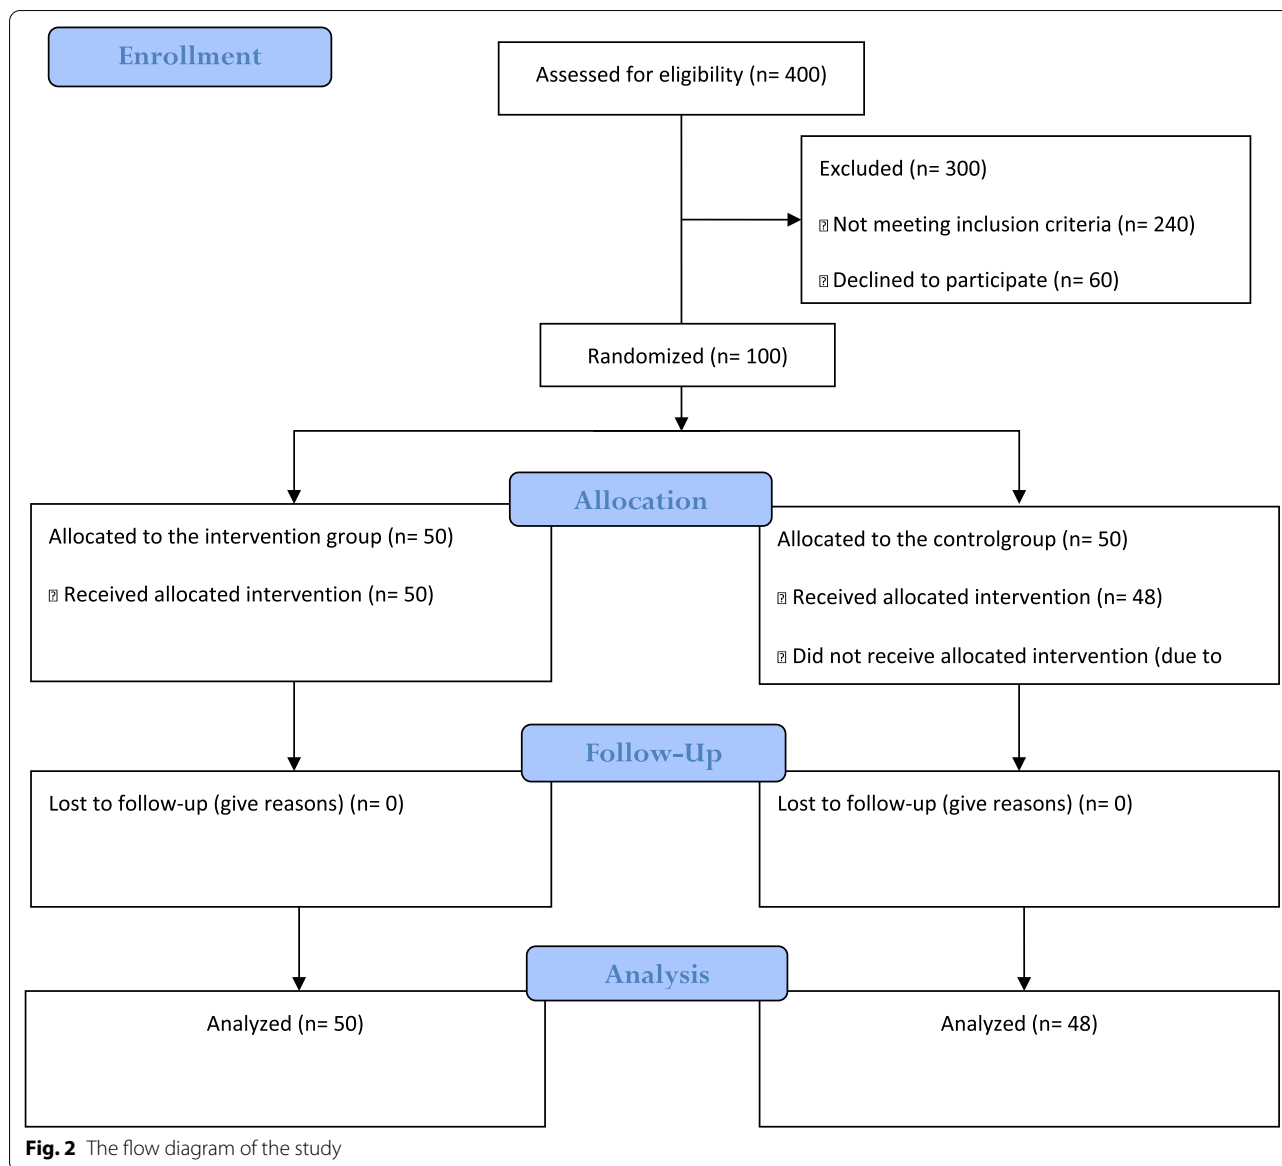 Enrollment
Assessed for eligibility (n= 400)
Excluded (n= 300)
⍰ Not meeting inclusion criteria (n= 240)
⍰ Declined to participate (n= 60)
Randomized (n= 100)
Allocation
Allocated to the intervention group (n= 50)
⍰ Received allocated intervention (n= 50)
Allocated to the controlgroup (n= 50)
⍰ Received allocated intervention (n= 48)
⍰ Did not receive allocated intervention (due to
Follow-Up
Lost to follow-up (give reasons) (n= 0)
Lost to follow-up (give reasons) (n= 0)
Analysis
Analyzed (n= 50)
Analyzed (n= 48)
Fig. 2 The flow diagram of the study